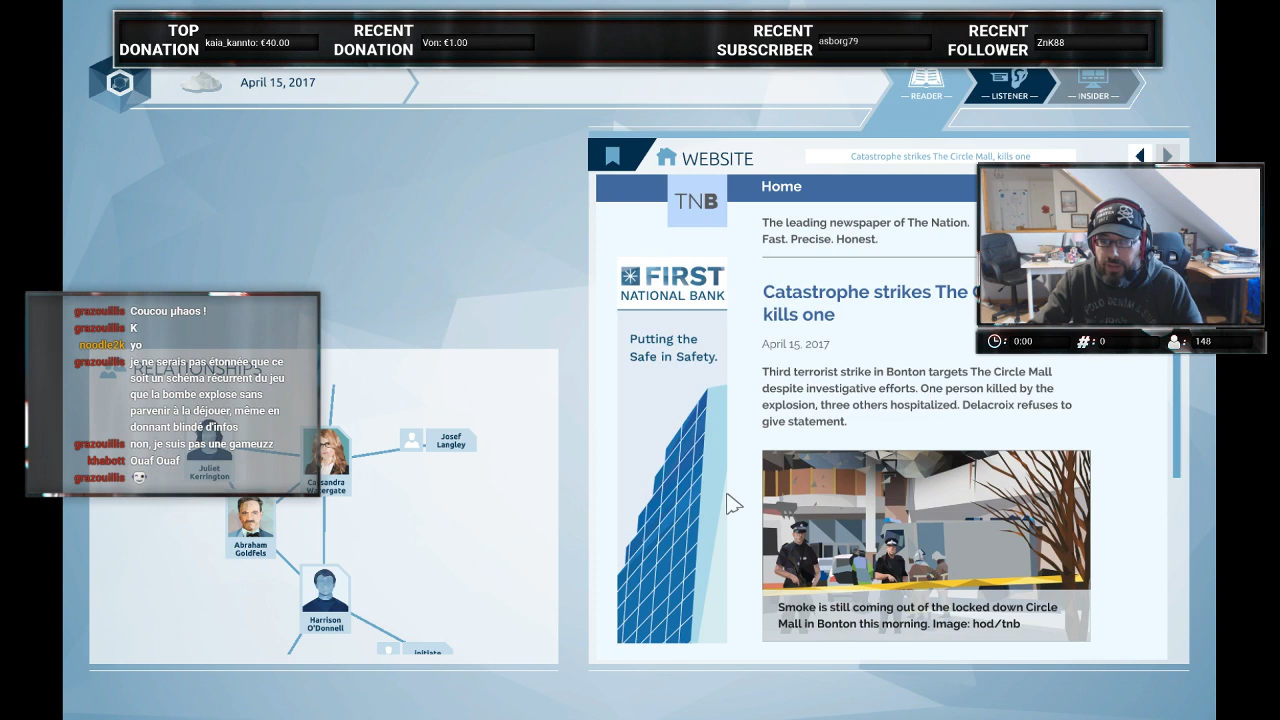 TOP DONATION
kaia_kannto: €40.00
RECENT DONATION
Von: €1.00
RECENT SUBSCRIBER
asborg79
RECENT FOLLOWER
ZnK88
April 15, 2017
— READER —
— LISTENER —
— INSIDER —
WEBSITE
Catastrophe strikes The Circle Mall, kills one
TNB
Home
The leading newspaper of The Nation.
Fast. Precise. Honest.
FIRST
NATIONAL BANK
Putting the
Safe in Safety.
Catastrophe strikes The
kills one
April 15, 2017
Third terrorist strike in Bonton targets The Circle Mall
despite investigative efforts. One person killed by the
explosion, three others hospitalized. Delacroix refuses to
give statement.
Smoke is still coming out of the locked down Circle
Mall in Bonton this morning. Image: hod/tnb
: 0:00
#: 0
: 148
grazouillis Coucou µhaos !
grazouillis K
noodle2k yo
grazouillis je ne serais pas étonnée que ce
soit un schéma récurrent du jeu
que la bombe explose sans
parvenir à la déjouer, même en
donnant blindé d'infos
grazouillis non, je suis pas une gameuzz
khabott Ouaf Ouaf
grazouillis
RELATIONSHIPS
Juliet
Kerrington
Cassandra
Watergate
Josef
Langley
Abraham
Goldfels
Harrison
O'Donnell
Initiate